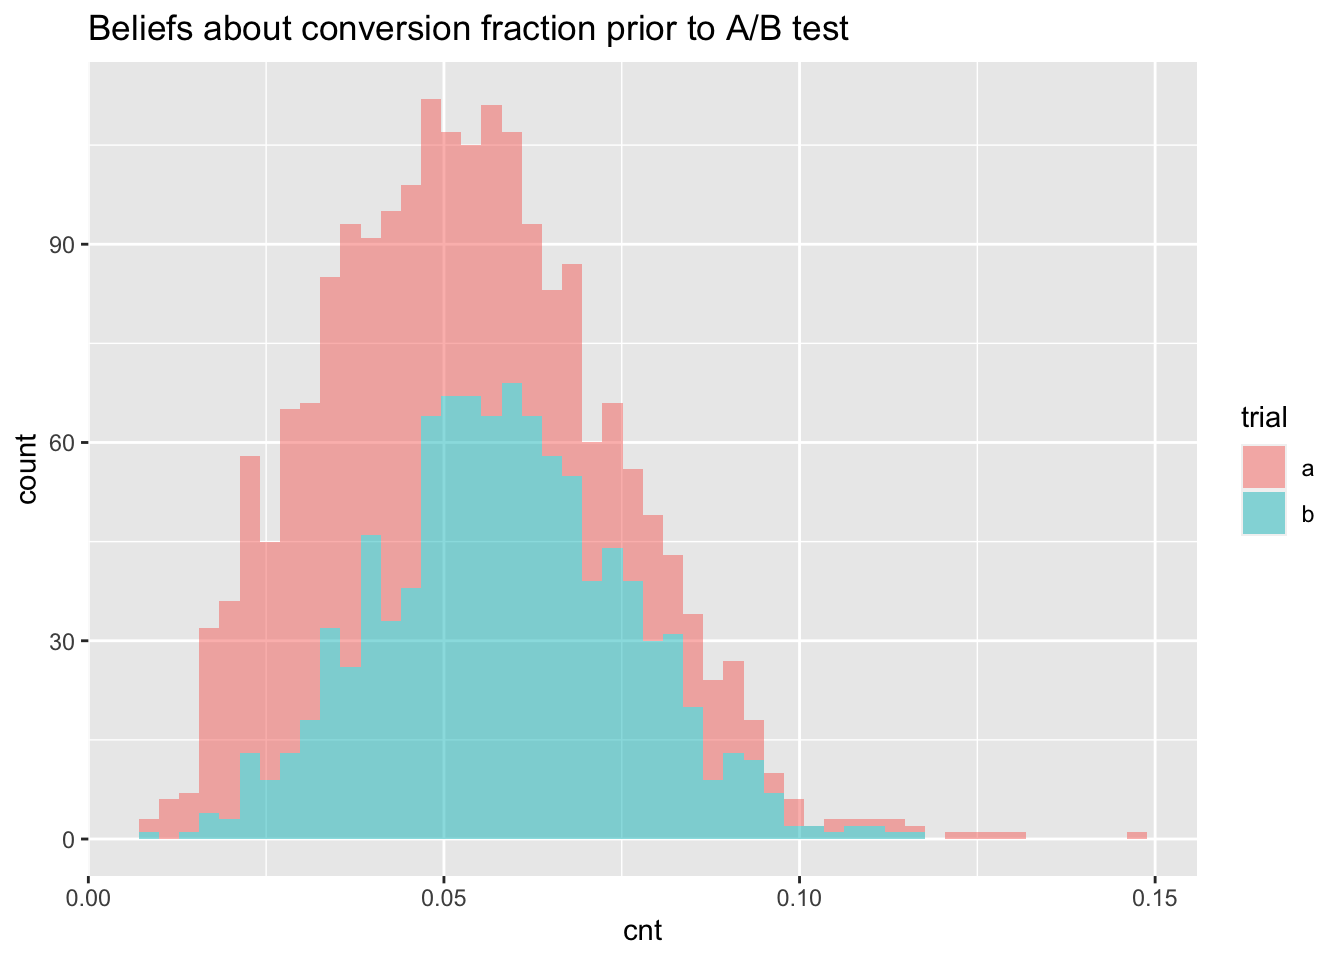 Beliefs about conversion fraction prior to A/B test
90
60
30
0
count
0.00 0.05 0.10 0.15
cnt
trial
a
b